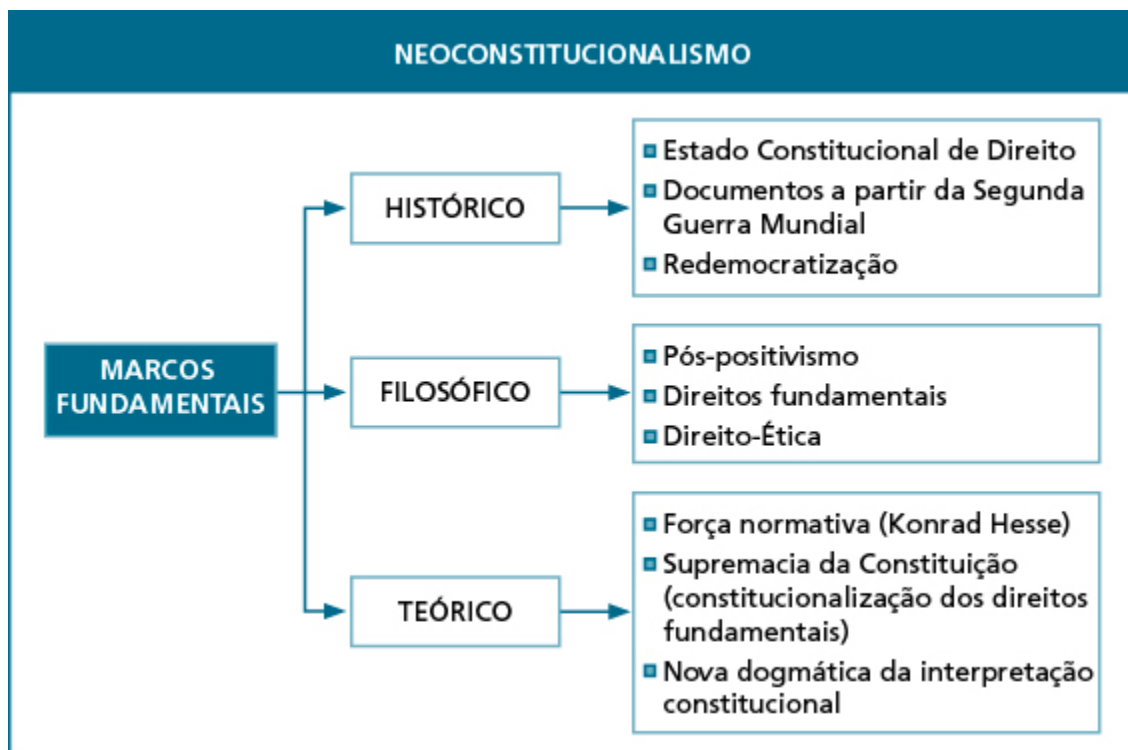 NEOCONSTITUCIONALISMO
MARCOS
FUNDAMENTAIS
HISTÓRICO
Estado Constitucional de Direito
Documentos a partir da Segunda
Guerra Mundial
Redemocratização
FILOSÓFICO
Pós-positivismo
Direitos fundamentais
Direito-Ética
TEÓRICO
Força normativa (Konrad Hesse)
Supremacia da Constituição
(constitucionalização dos direitos
fundamentais)
Nova dogmática da interpretação
constitucional